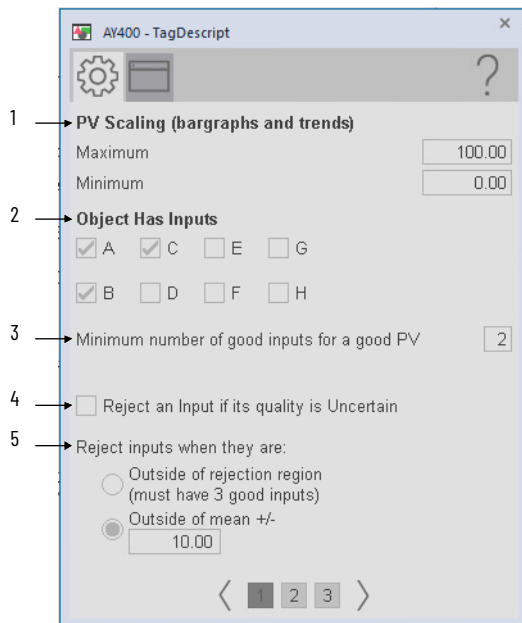 AY400 - TagDescript
×
?
1
PV Scaling (bargraphs and trends)
Maximum 100.00
Minimum 0.00
2
Object Has Inputs
A C E G
B D F H
3
Minimum number of good inputs for a good PV 2
4
Reject an Input if its quality is Uncertain
5
Reject inputs when they are:
Outside of rejection region
(must have 3 good inputs)
Outside of mean +/-
10.00
1 2 3